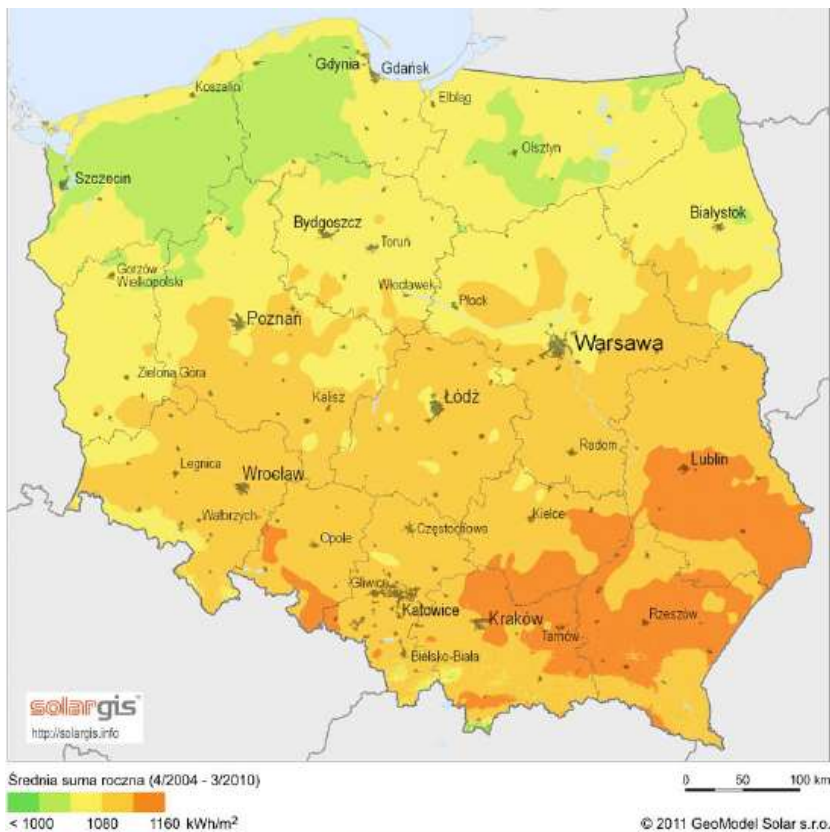 Gdynia
Gdańsk
Koszalin
Elbląg
Olsztyn
Szczecin
Białystok
Bydgoszcz
Toruń
Gorzów
Wielkopolski
Włocławek
Płock
Poznań
Warsawa
Zielona Góra
Kalisz
Łódź
Radom
Legnica
Wrocław
Lublin
Wałbrzych
Opole
Częstochowa
Kielce
Gliwice
Katowice
Kraków
Tarnów
Rzeszów
Bielsko-Biała
solargis
http://solargis.info
Średnia suma roczna (4/2004 - 3/2010)
0 50 100 km
< 1000 1080 1160 kWh/m²
© 2011 GeoModel Solar s.r.o.